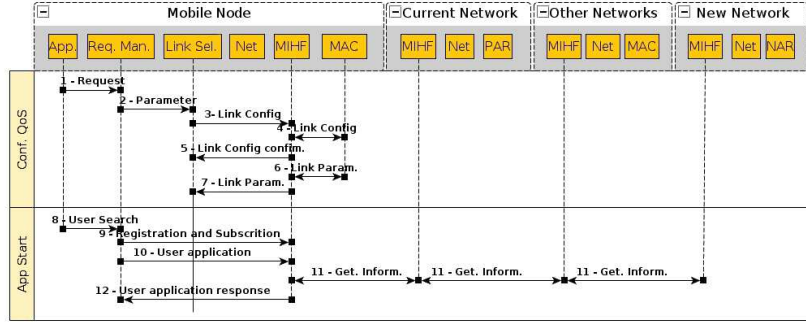 Mobile Node
Current Network
Other Networks
New Network
App. Req. Man. Link Sel. Net MIHF MAC MIHF Net PAR MIHF Net MAC MIHF Net NAR
Conf. QoS
1 - Request
2 - Parameter
3- Link Config
4 - Link Config
5 - Link Config confim.
6 - Link Param.
7 - Link Param.
App Start
8 - User Search
9 - Registration and Subscrition
10 - User application
11 - Get. Inform. 11 - Get. Inform. 11 - Get. Inform.
12 - User application response